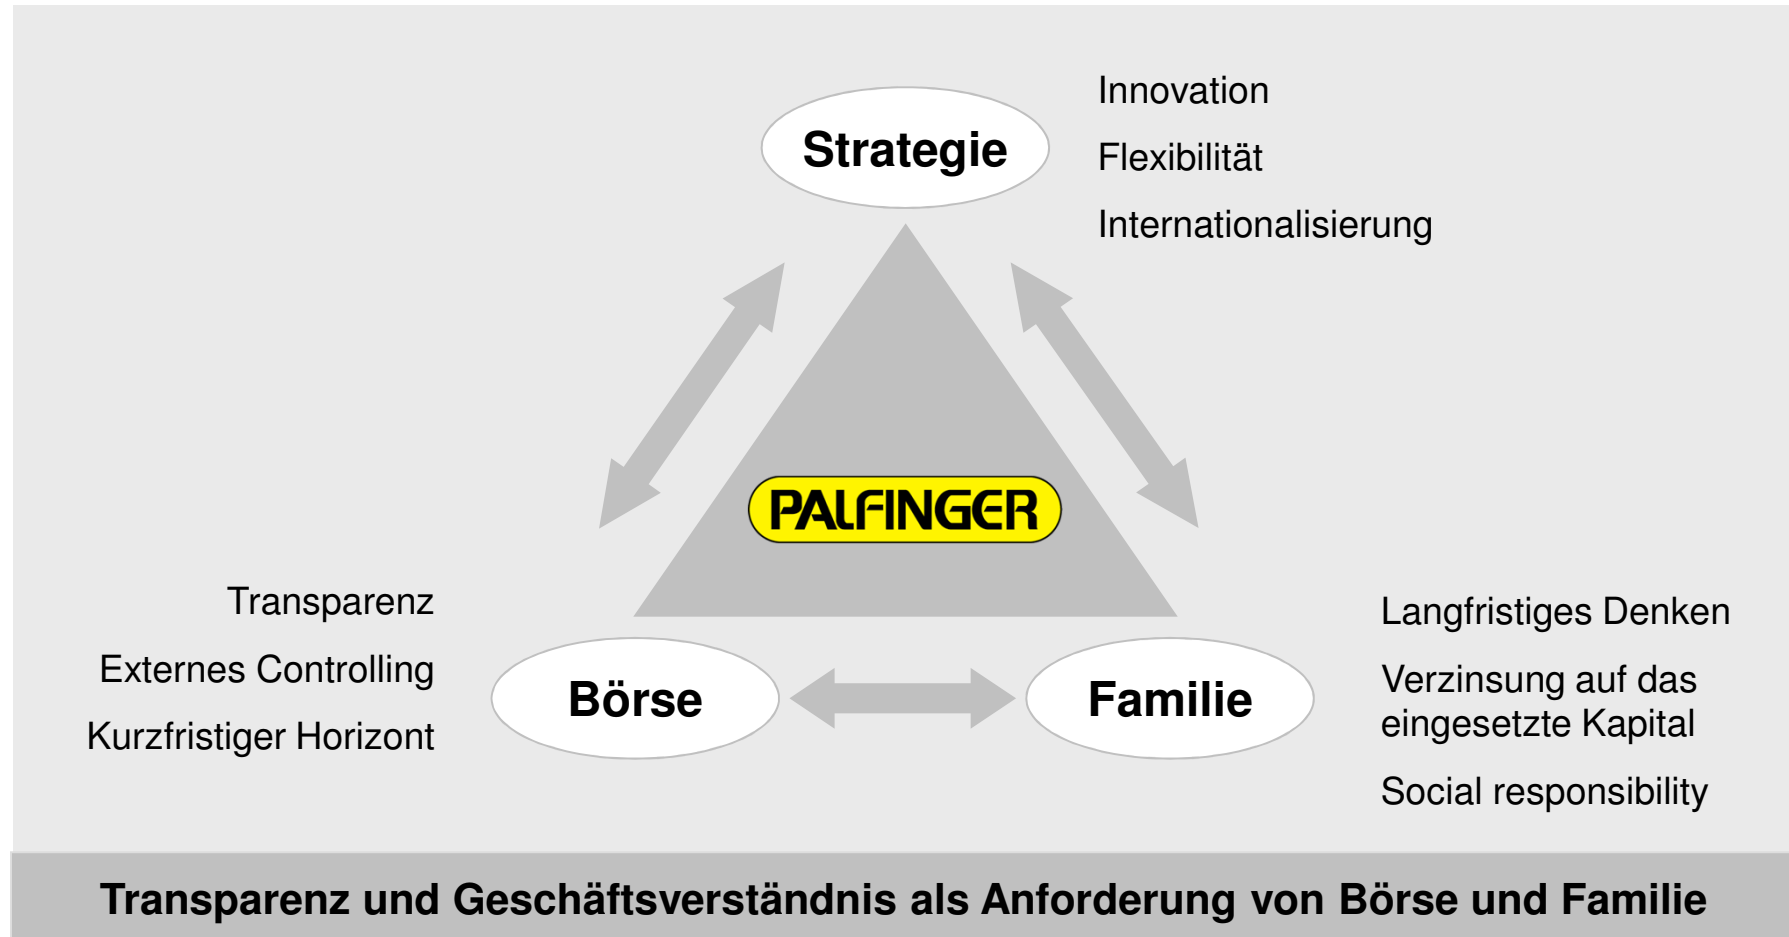 Strategie
Innovation
Flexibilität
Internationalisierung
PALFINGER
Transparenz
Externes Controlling
Kurzfristiger Horizont
Börse
Familie
Langfristiges Denken
Verzinsung auf das
eingesetzte Kapital
Social responsibility
Transparenz und Geschäftsverständnis als Anforderung von Börse und Familie